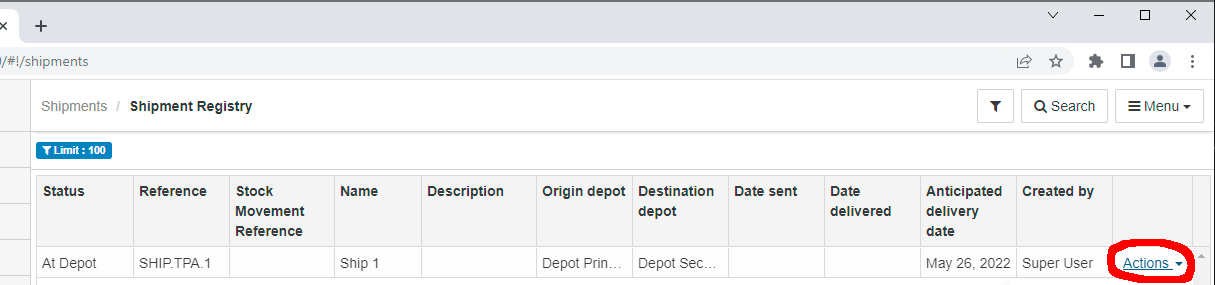 /#!/shipments
Shipments / Shipment Registry
Search
Menu
Limit : 100
Status Reference Stock Movement Reference Name Description Origin depot Destination depot Date sent Date delivered Anticipated delivery date Created by
At Depot SHIP.TPA.1 Ship 1 Depot Prin... Depot Sec... May 26, 2022 Super User Actions